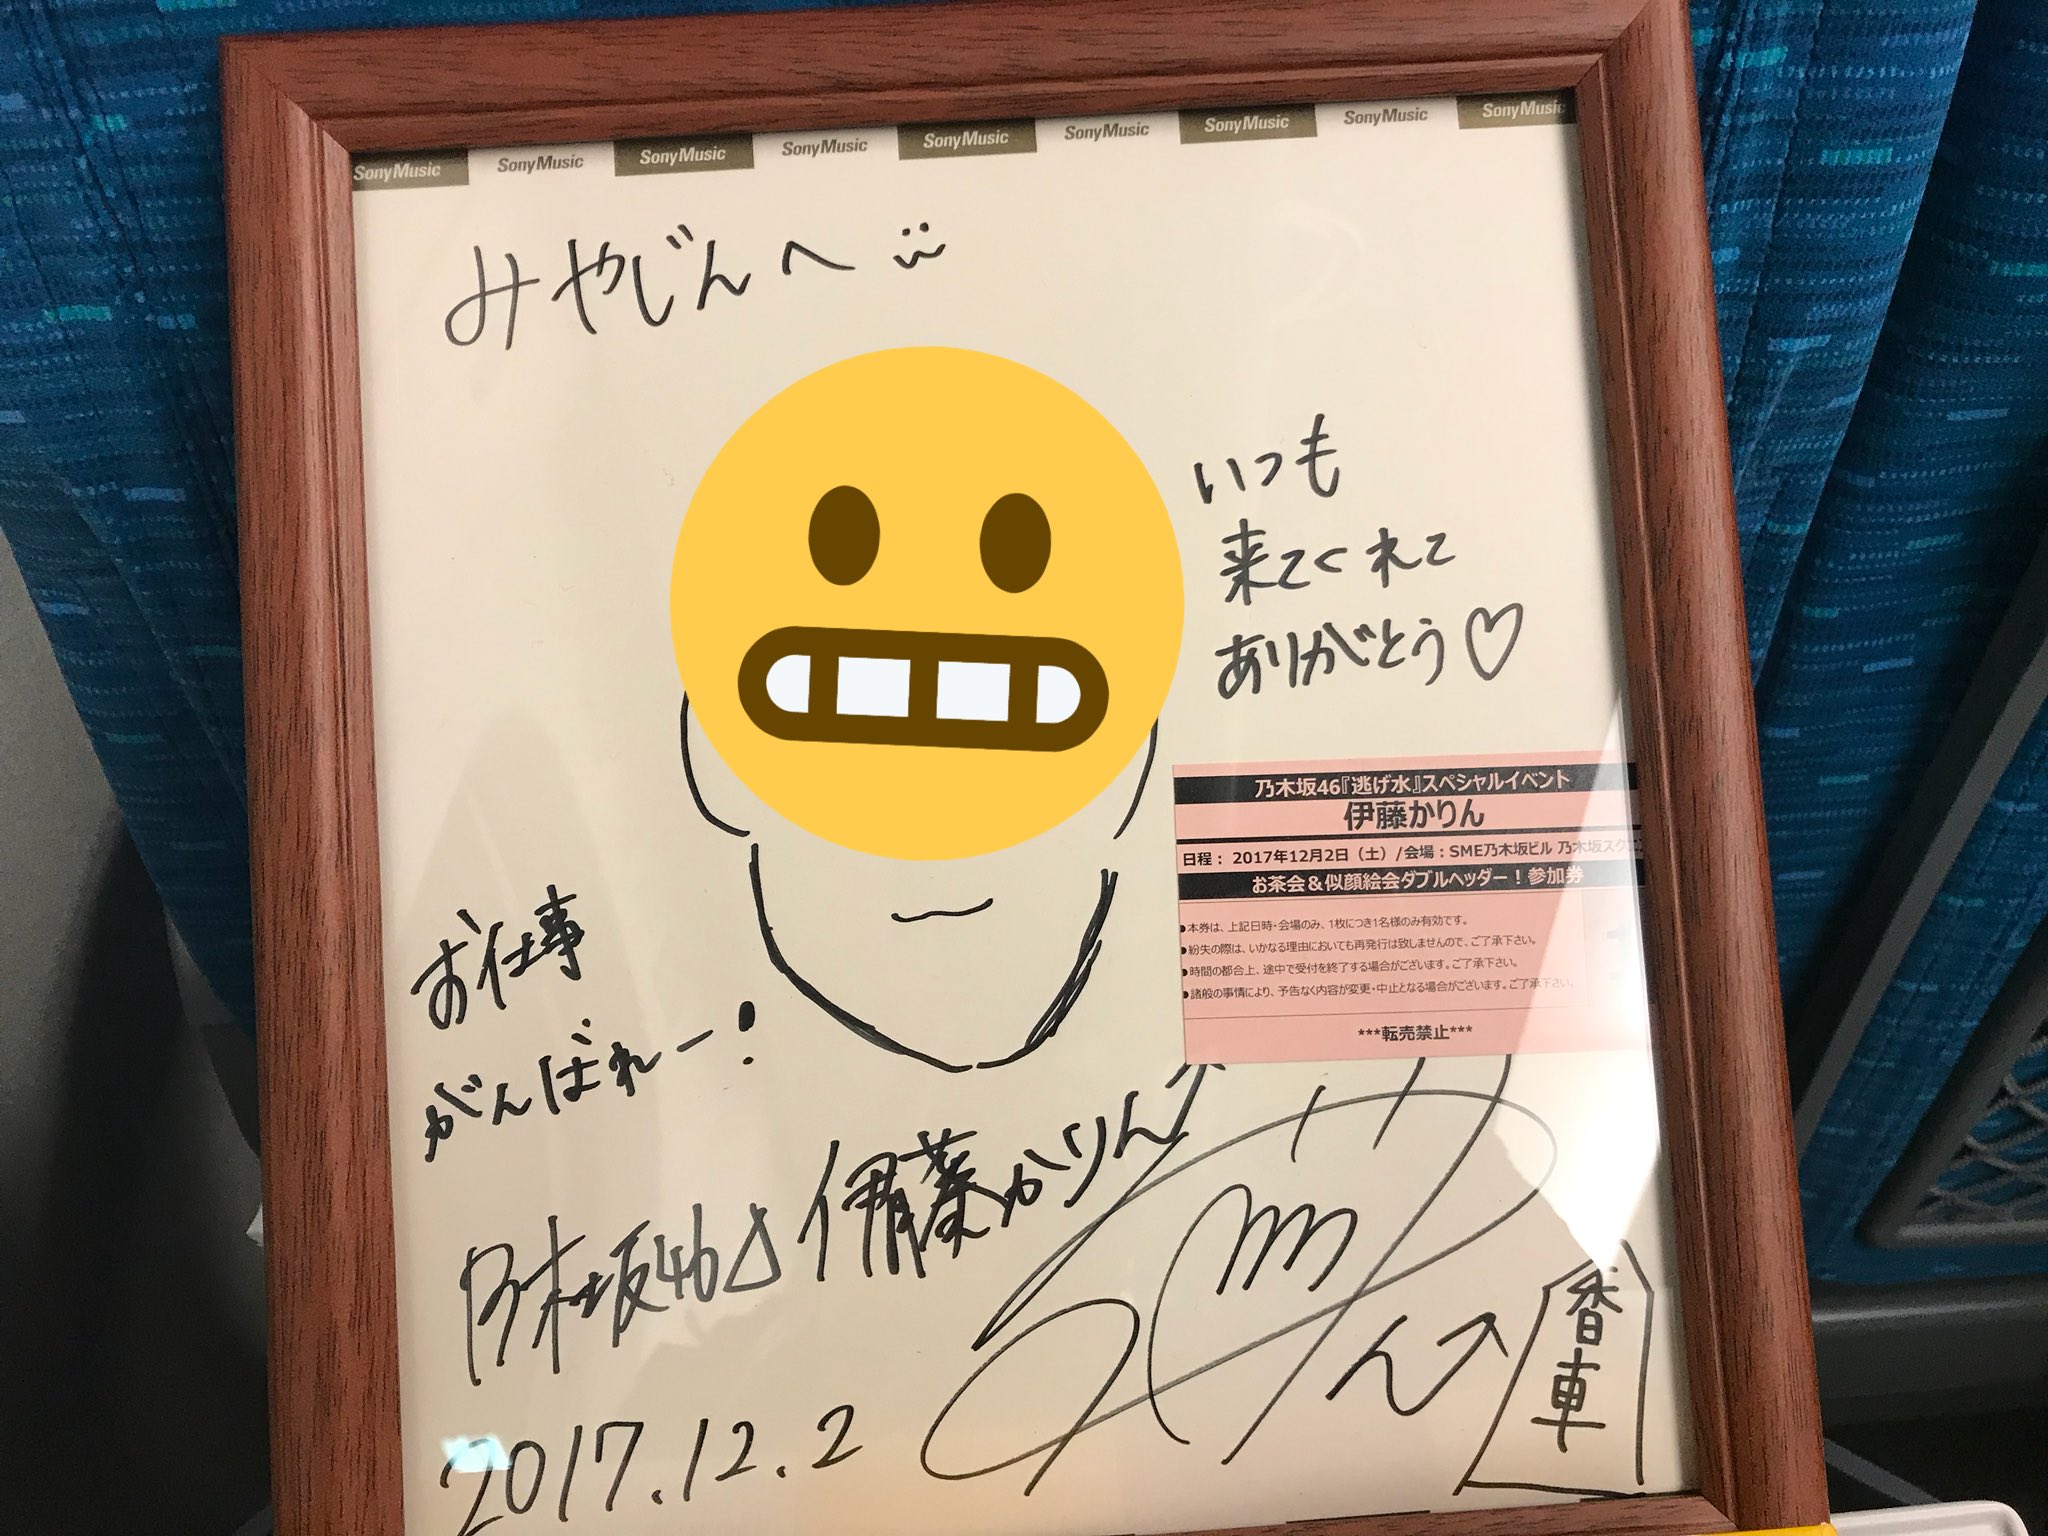 SonyMusic SonyMusic SonyMusic SonyMusic SonyMusic SonyMusic SonyMusic SonyMusic SonyMusic
みやじんへ
いつも
来てくれて
ありがとう♡
乃木坂46『逃げ水』スペシャルイベント
伊藤かりん
日程： 2017年12月2日（土）/会場：SME乃木坂ビル 乃木坂スクエ
お茶会＆似顔絵会ダブルヘッダー！参加券
●本券は、上記日時・会場のみ、1枚につき1名様のみ有効です。
●紛失の際は、いかなる理由においても再発行は致しませんので、ご了承下さい。
●時間の都合上、途中で受付を終了する場合がございます。ご了承下さい。
●諸般の事情により、予告なく内容が変更・中止となる場合がございます。ご了承下さい。
***転売禁止***
お仕事
がんばれー!
乃木坂46 伊藤かりん
2017.12.2
香車